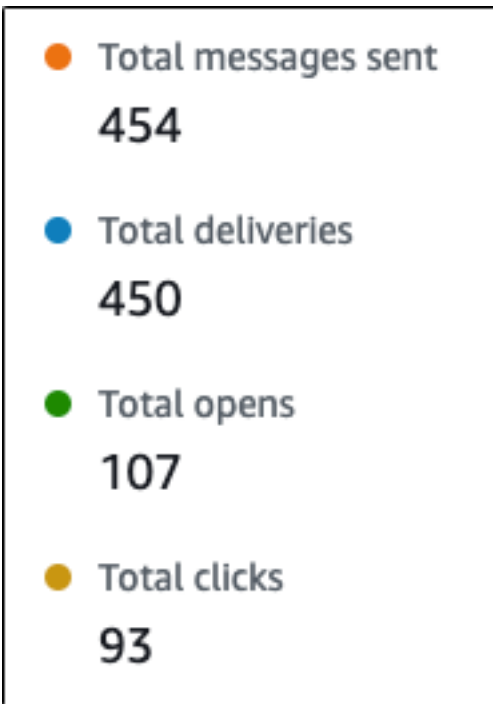 Total messages sent
454
Total deliveries
450
Total opens
107
Total clicks
93